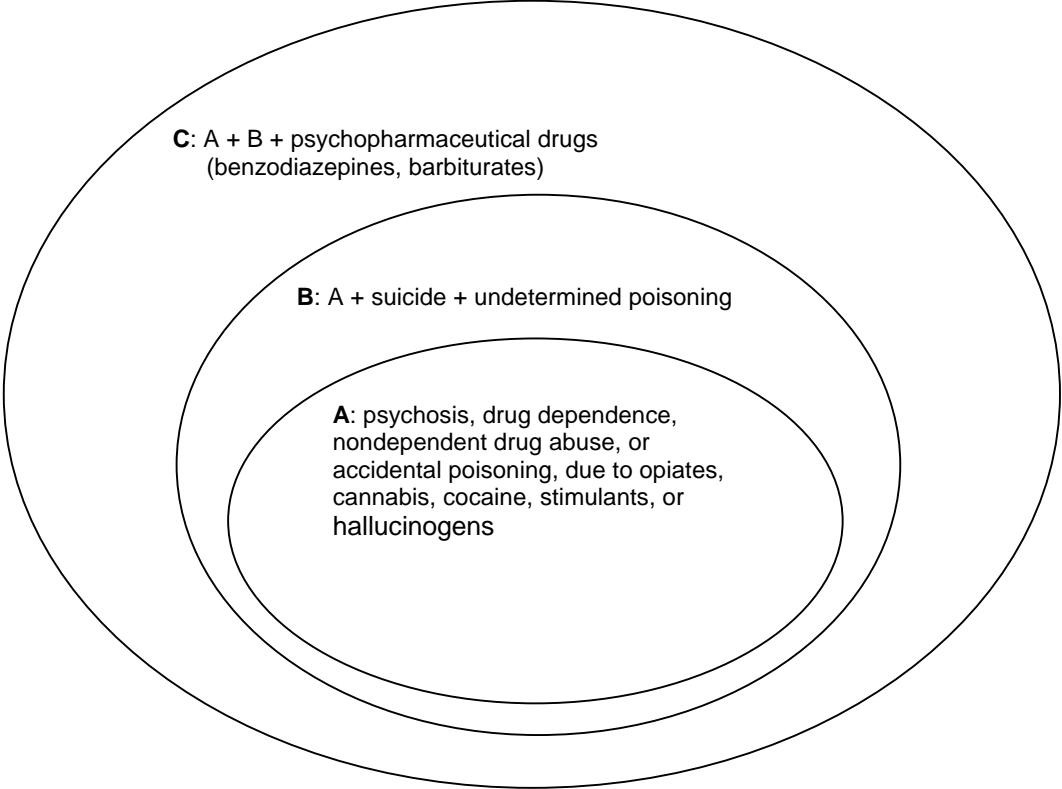 C: A + B + psychopharmaceutical drugs
(benzodiazepines, barbiturates)
B: A + suicide + undetermined poisoning
A: psychosis, drug dependence,
nondependent drug abuse, or
accidental poisoning, due to opiates,
cannabis, cocaine, stimulants, or
hallucinogens